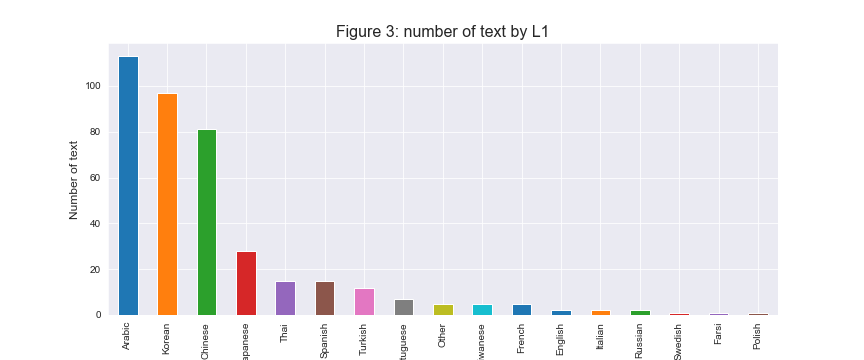 Figure 3: number of text by L1
Number of text
100
80
60
40
20
0
Arabic
Korean
Chinese
apanese
Thai
Spanish
Turkish
tuguese
Other
wanese
French
English
Italian
Russian
Swedish
Farsi
Polish